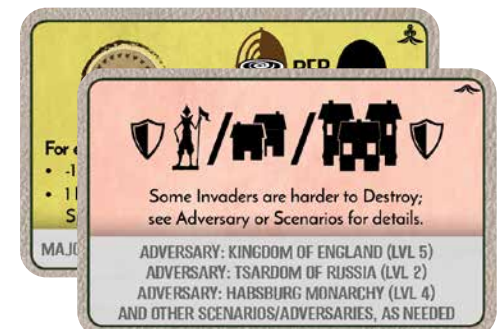 PER
For
• -1
• 1
S
MAJO
Some Invaders are harder to Destroy;
see Adversary or Scenarios for details.
ADVERSARY: KINGDOM OF ENGLAND (LVL 5)
ADVERSARY: TSARDOM OF RUSSIA (LVL 2)
ADVERSARY: HABSBURG MONARCHY (LVL 4)
AND OTHER SCENARIOS/ADVERSARIES, AS NEEDED